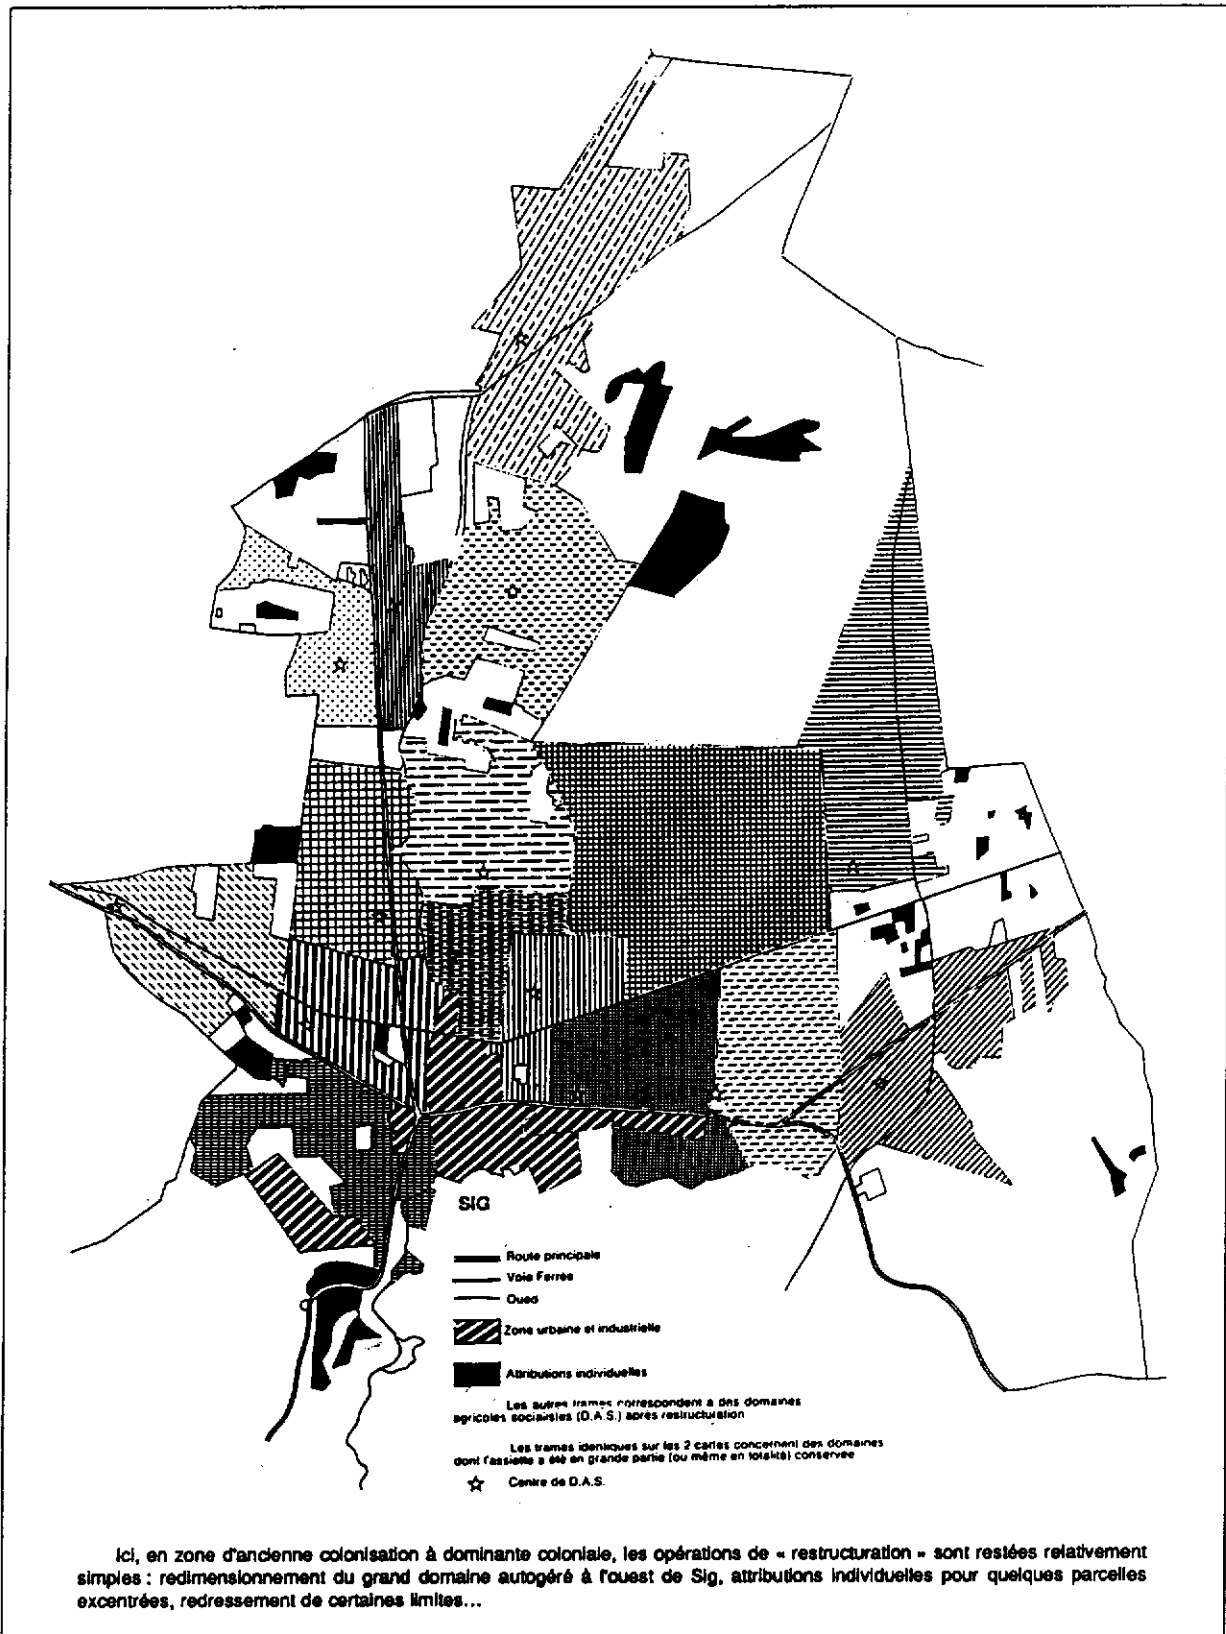 SIG
Route principale
Voie Ferrée
Oued
Zone urbaine et industrielle
Attributions individuelles
Les autres trames correspondent a des domaines
agricoles socialistes (D.A.S.) après restructuration
Les trames identiques sur les 2 cartes concernent des domaines
dont l'assiette a été en grande partie (ou même en totalité) conservée
Centre de D.A.S.
Ici, en zone d'ancienne colonisation à dominante coloniale, les opérations de « restructuration » sont restées relativement
simples : redimensionnement du grand domaine autogéré à l'ouest de Sig, attributions individuelles pour quelques parcelles
excentrées, redressement de certaines limites...